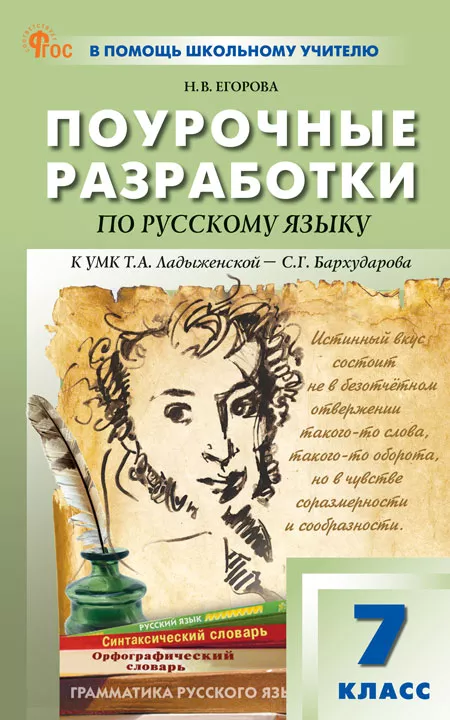 ФГОС
В ПОМОЩЬ ШКОЛЬНОМУ УЧИТЕЛЮ
Н.В. ЕГОРОВА
ПОУРОЧНЫЕ
РАЗРАБОТКИ
ПО РУССКОМУ ЯЗЫКУ
К УМК Т.А. Ладыженской – С.Г. Бархударова
Истинный вкус
состоит
не в безотчётном
отвержении
такого-то слова,
такого-то оборота,
но в чувстве
соразмерности
и сообразности.
РУССКИЙ ЯЗЫК
Синтаксический словарь
Орфографический
словарь
ГРАММАТИКА РУССКОГО ЯЗЫ
7
КЛАСС